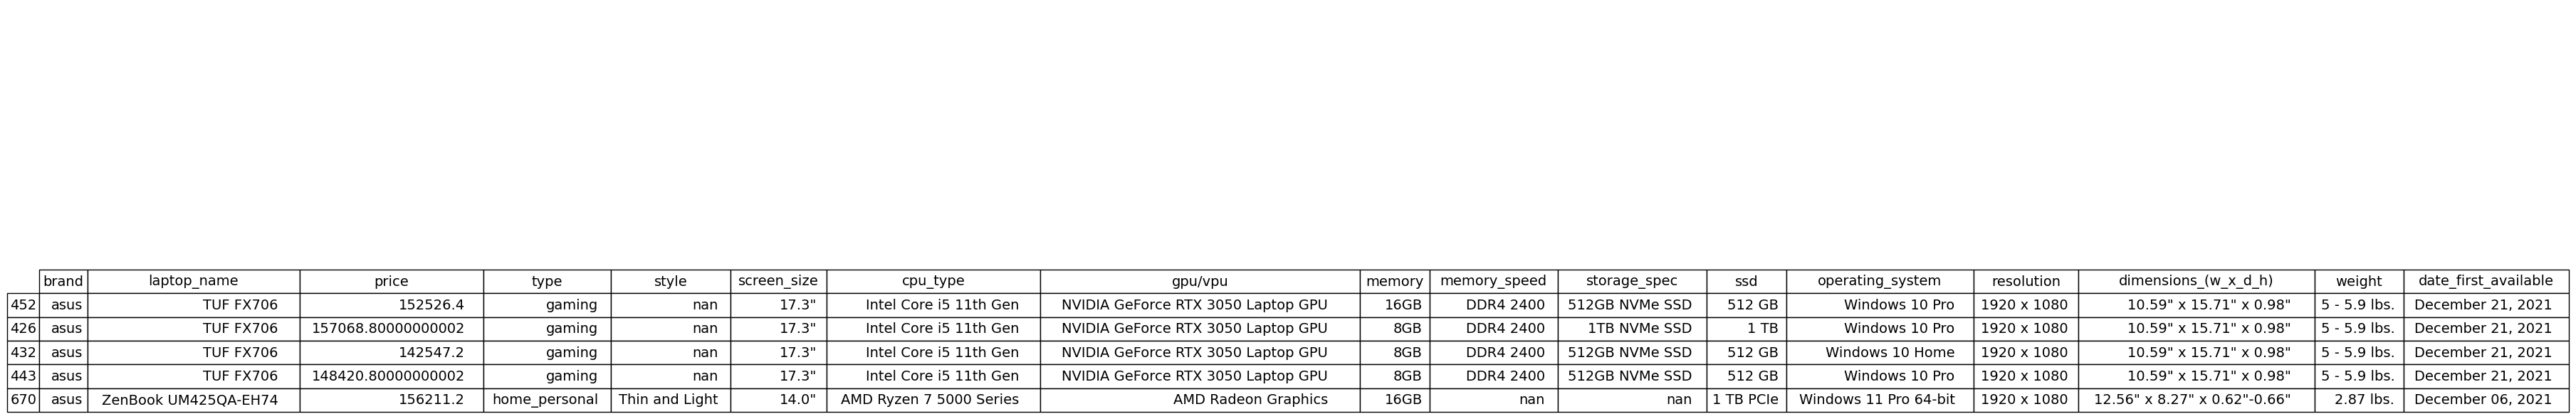 brand laptop_name price type style screen_size cpu_type gpu/vpu memory memory_speed storage_spec ssd operating_system resolution dimensions_(w_x_d_h) weight date_first_available
452 asus TUF FX706 152526.4 gaming nan 17.3" Intel Core i5 11th Gen NVIDIA GeForce RTX 3050 Laptop GPU 16GB DDR4 2400 512GB NVMe SSD 512 GB Windows 10 Pro 1920 x 1080 10.59" x 15.71" x 0.98" 5 - 5.9 lbs. December 21, 2021
426 asus TUF FX706 157068.80000000002 gaming nan 17.3" Intel Core i5 11th Gen NVIDIA GeForce RTX 3050 Laptop GPU 8GB DDR4 2400 1TB NVMe SSD 1 TB Windows 10 Pro 1920 x 1080 10.59" x 15.71" x 0.98" 5 - 5.9 lbs. December 21, 2021
432 asus TUF FX706 142547.2 gaming nan 17.3" Intel Core i5 11th Gen NVIDIA GeForce RTX 3050 Laptop GPU 8GB DDR4 2400 512GB NVMe SSD 512 GB Windows 10 Home 1920 x 1080 10.59" x 15.71" x 0.98" 5 - 5.9 lbs. December 21, 2021
443 asus TUF FX706 148420.80000000002 gaming nan 17.3" Intel Core i5 11th Gen NVIDIA GeForce RTX 3050 Laptop GPU 8GB DDR4 2400 512GB NVMe SSD 512 GB Windows 10 Pro 1920 x 1080 10.59" x 15.71" x 0.98" 5 - 5.9 lbs. December 21, 2021
670 asus ZenBook UM425QA-EH74 156211.2 home_personal Thin and Light 14.0" AMD Ryzen 7 5000 Series AMD Radeon Graphics 16GB nan nan 1 TB PCIe Windows 11 Pro 64-bit 1920 x 1080 12.56" x 8.27" x 0.62"-0.66" 2.87 lbs. December 06, 2021